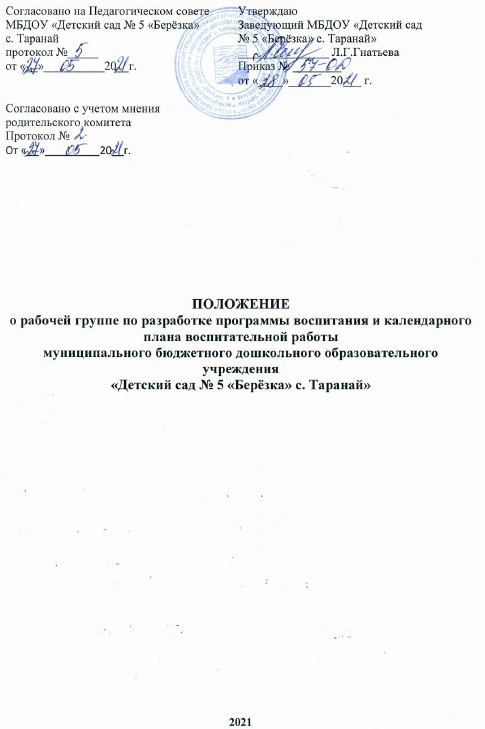 Согласовано на Педагогическом совете
МБДОУ «Детский сад № 5 «Берёзка»
с. Таранай
протокол № 5
от «27» 05 2021 г.
Утверждаю
Заведующий МБДОУ «Детский сад
№ 5 «Берёзка» с. Таранай»
Л.Г.Гнатьева
Приказ № 57-ОД
от «28» 05 2021 г.
Согласовано с учетом мнения
родительского комитета
Протокол № 2
От «27» 05 2021 г.
ПОЛОЖЕНИЕ
о рабочей группе по разработке программы воспитания и календарного
плана воспитательной работы
муниципального бюджетного дошкольного образовательного
учреждения
«Детский сад № 5 «Берёзка» с. Таранай»
2021